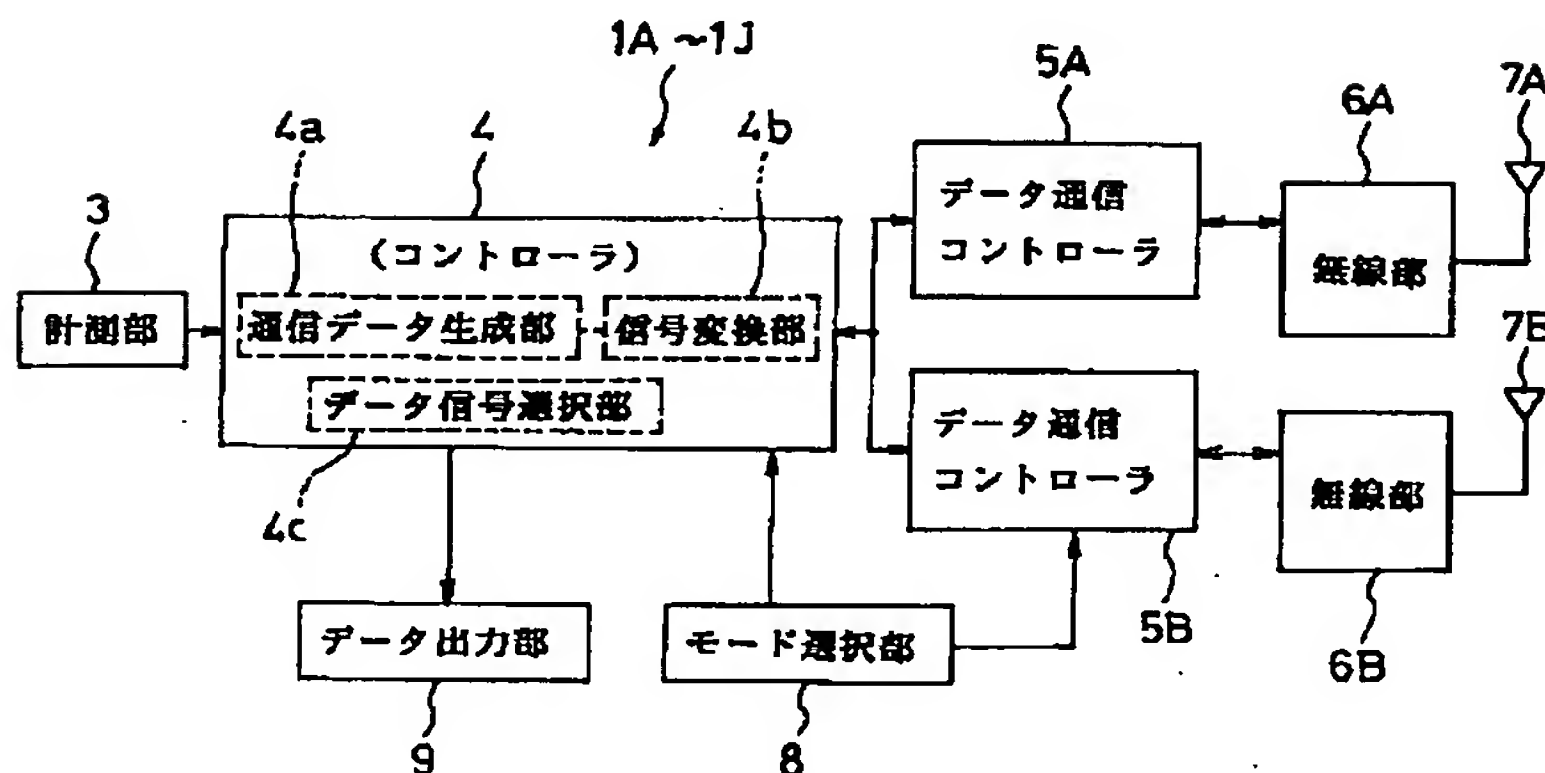 1A～1J
5A
7A
6A
4a
4
4b
3
データ通信
コントローラ
(コントローラ)
無線部
計測部
通信データ生成部
信号変換部
7B
データ信号選択部
データ通信
コントローラ
無線部
4c
データ出力部
モード選択部
5B
6B
9
8